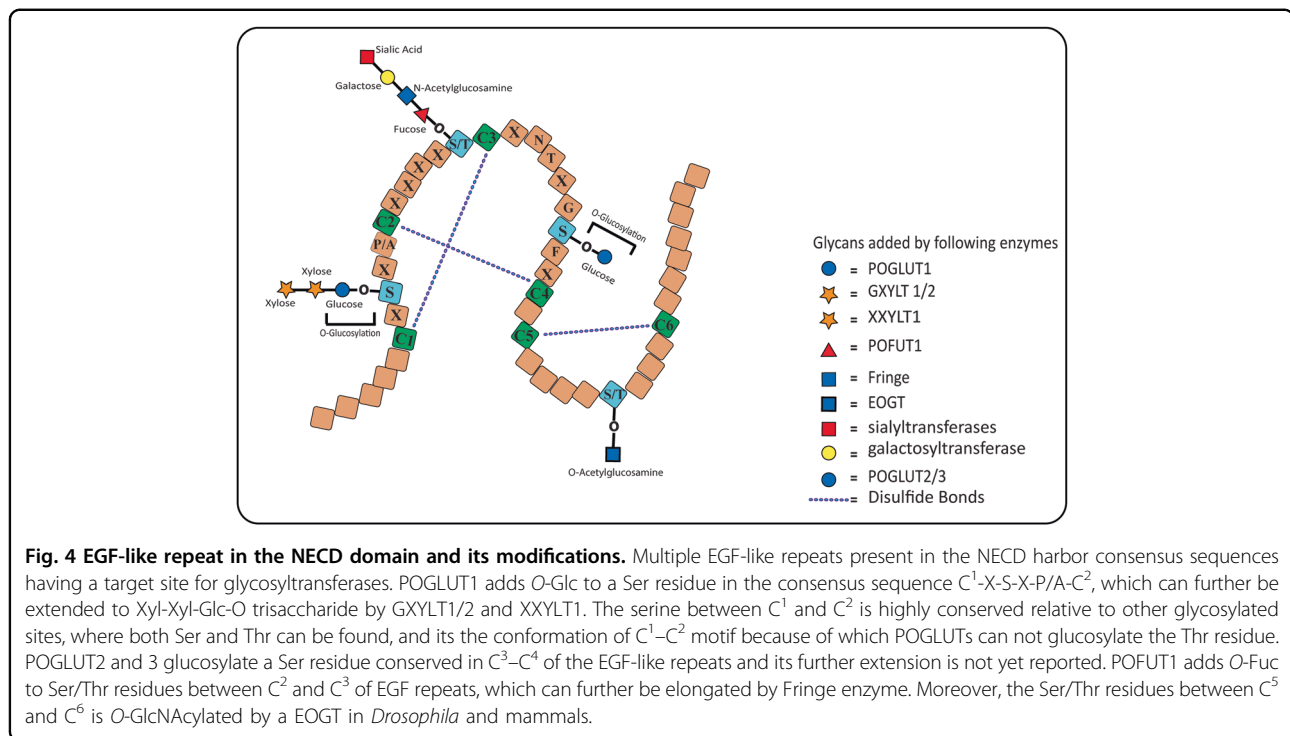 Sialic Acid
Galactose
N-Acetylglucosamine
Fucose
O
S/T
C3
X
N
T
X
G
S
F
X
C4
C5
X
X
X
X
C2
P/A
X
S
X
C1
O-Glucosylation
O
Glucose
Xylose
Xylose
Glucose
O
O-Glucosylation
C6
S/T
O
O-Acetylglucosamine
Glycans added by following enzymes
= POGLUT1
= GXYLT 1/2
= XXYLT1
= POFUT1
= Fringe
= EOGT
= sialyltransferases
= galactosyltransferase
= POGLUT2/3
= Disulfide Bonds
Fig. 4 EGF-like repeat in the NECD domain and its modifications. Multiple EGF-like repeats present in the NECD harbor consensus sequences
having a target site for glycosyltransferases. POGLUT1 adds O-Glc to a Ser residue in the consensus sequence C1-X-S-X-P/A-C2, which can further be
extended to Xyl-Xyl-Glc-O trisaccharide by GXYLT1/2 and XXYLT1. The serine between C1 and C2 is highly conserved relative to other glycosylated
sites, where both Ser and Thr can be found, and its the conformation of C1–C2 motif because of which POGLUTs can not glucosylate the Thr residue.
POGLUT2 and 3 glucosylate a Ser residue conserved in C3–C4 of the EGF-like repeats and its further extension is not yet reported. POFUT1 adds O-Fuc
to Ser/Thr residues between C2 and C3 of EGF repeats, which can further be elongated by Fringe enzyme. Moreover, the Ser/Thr residues between C5
and C6 is O-GlcNAcylated by a EOGT in Drosophila and mammals.